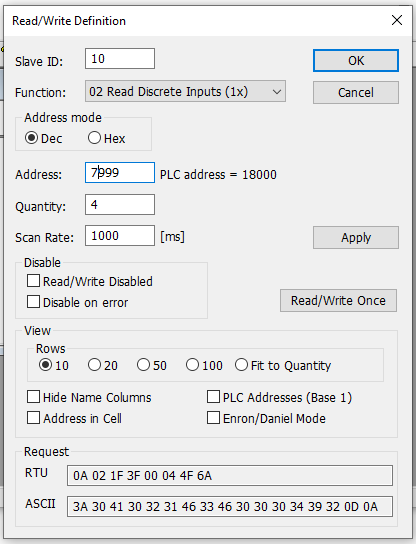 Read/Write Definition
Slave ID: 10 OK
Function: 02 Read Discrete Inputs (1x) Cancel
Address mode
Dec Hex
Address: 7999 PLC address = 18000
Quantity: 4
Scan Rate: 1000 [ms] Apply
Disable
Read/Write Disabled
Disable on error
Read/Write Once
View
Rows
10 20 50 100 Fit to Quantity
Hide Name Columns PLC Addresses (Base 1)
Address in Cell Enron/Daniel Mode
Request
RTU 0A 02 1F 3F 00 04 4F 6A
ASCII 3A 30 41 30 32 31 46 33 46 30 30 30 34 39 32 0D 0A